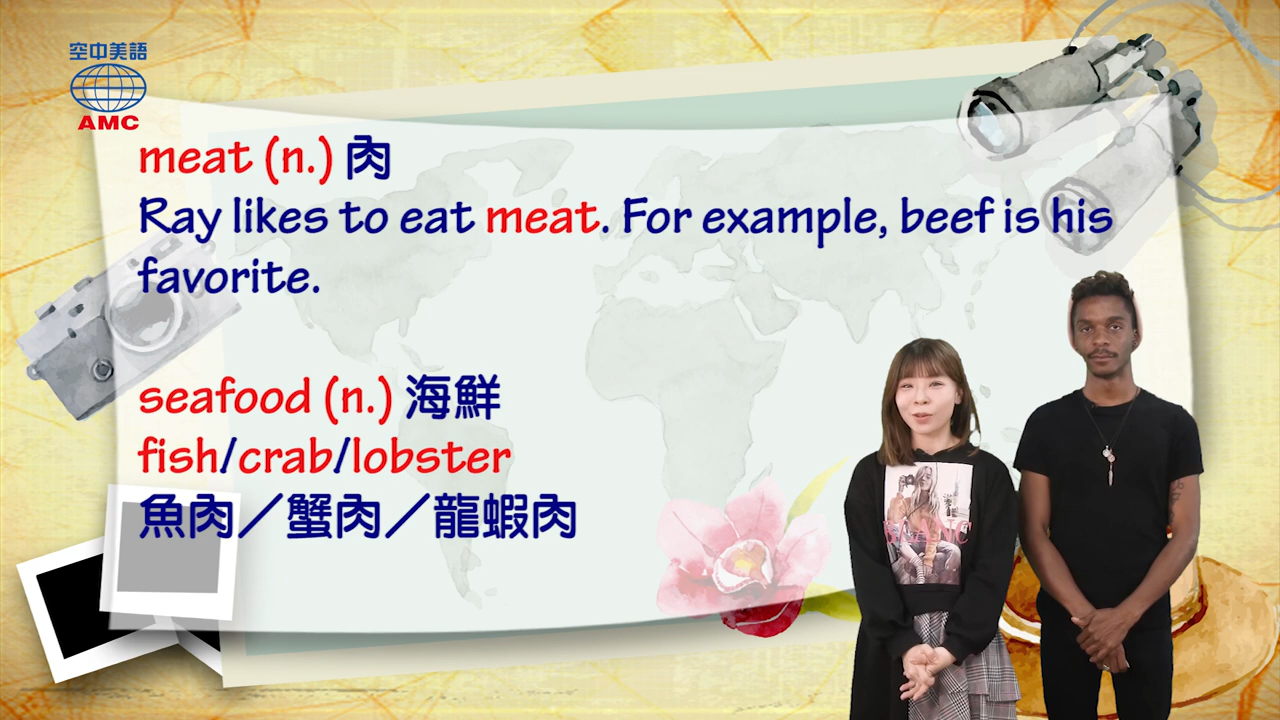 空中美語
AMC
meat (n.) 肉
Ray likes to eat meat. For example, beef is his
favorite.
seafood (n.) 海鮮
fish/crab/lobster
魚肉／蟹肉／龍蝦肉